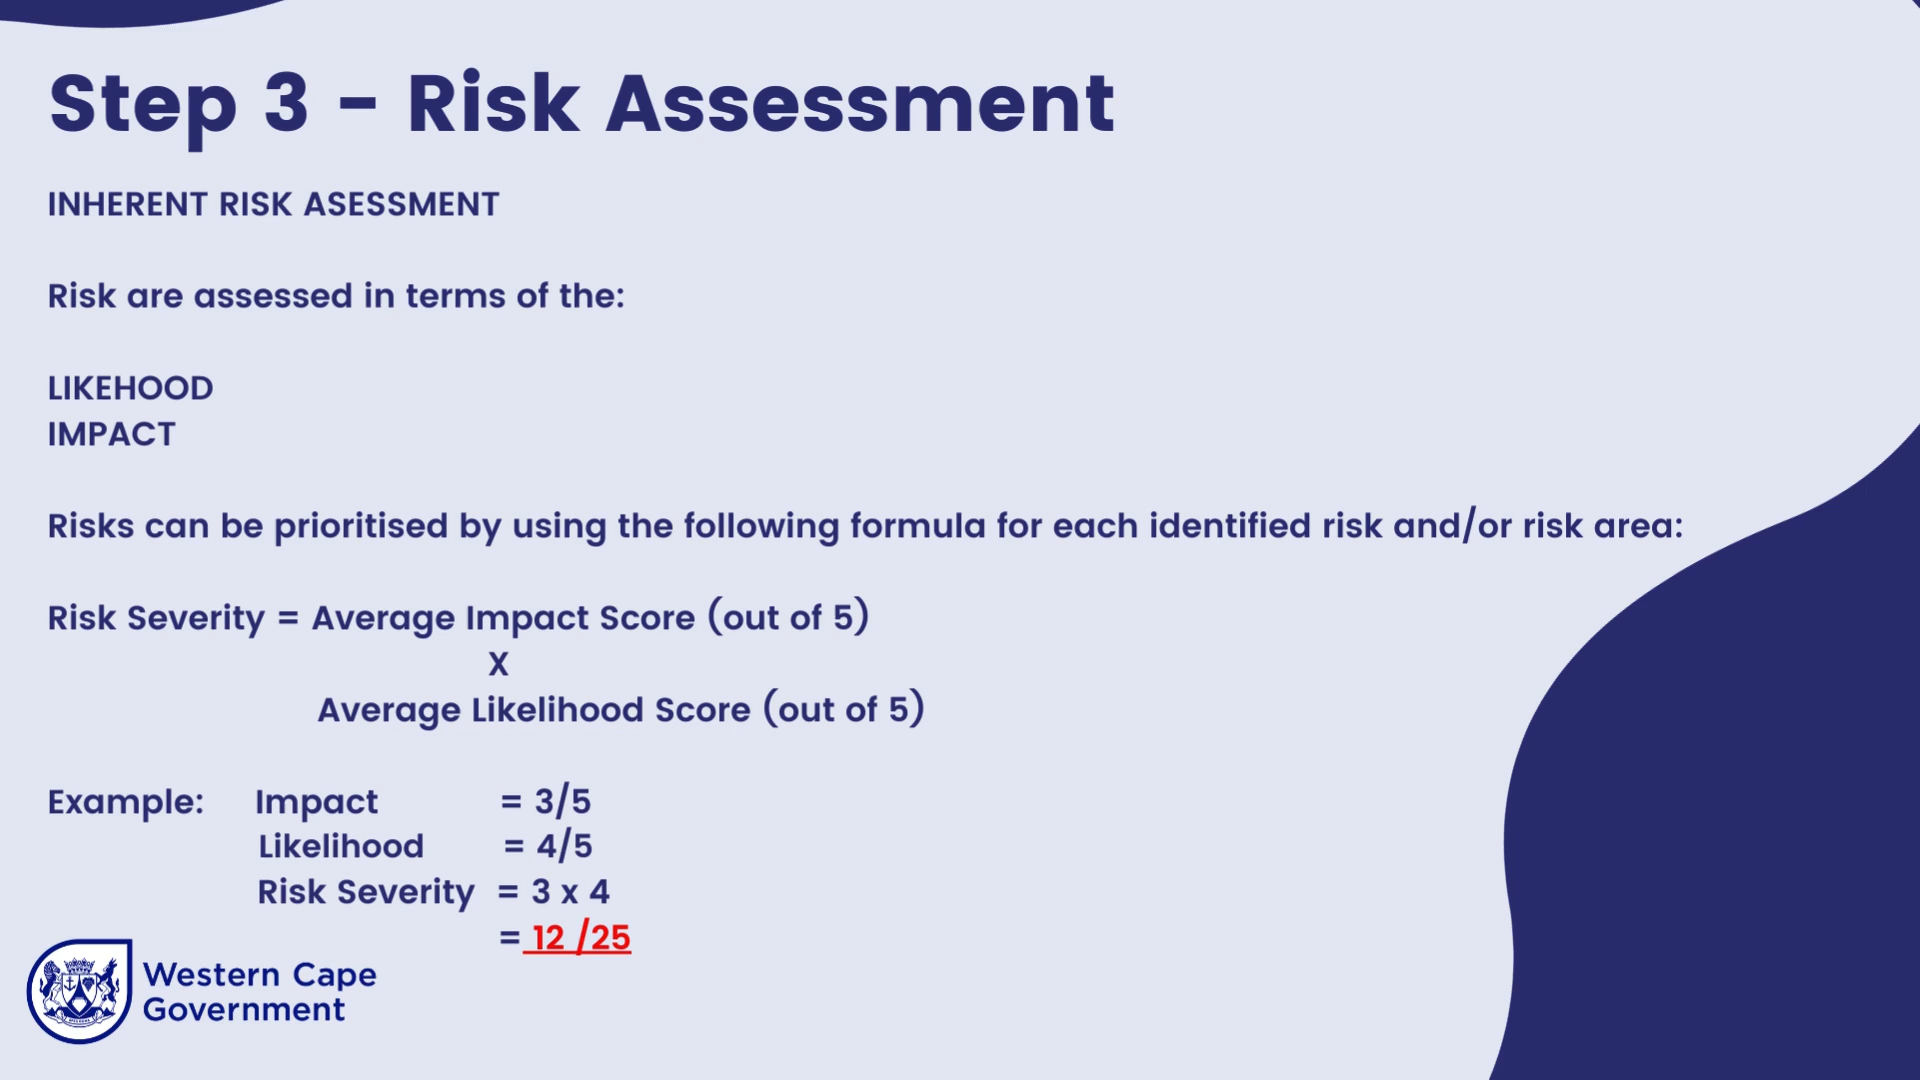 Step 3 - Risk Assessment
INHERENT RISK ASESSMENT
Risk are assessed in terms of the:
LIKEHOOD
IMPACT
Risks can be prioritised by using the following formula for each identified risk and/or risk area:
Risk Severity = Average Impact Score (out of 5)
X
Average Likelihood Score (out of 5)
Example: Impact = 3/5
Likelihood = 4/5
Risk Severity = 3 x 4
= 12 /25
Western Cape
Government